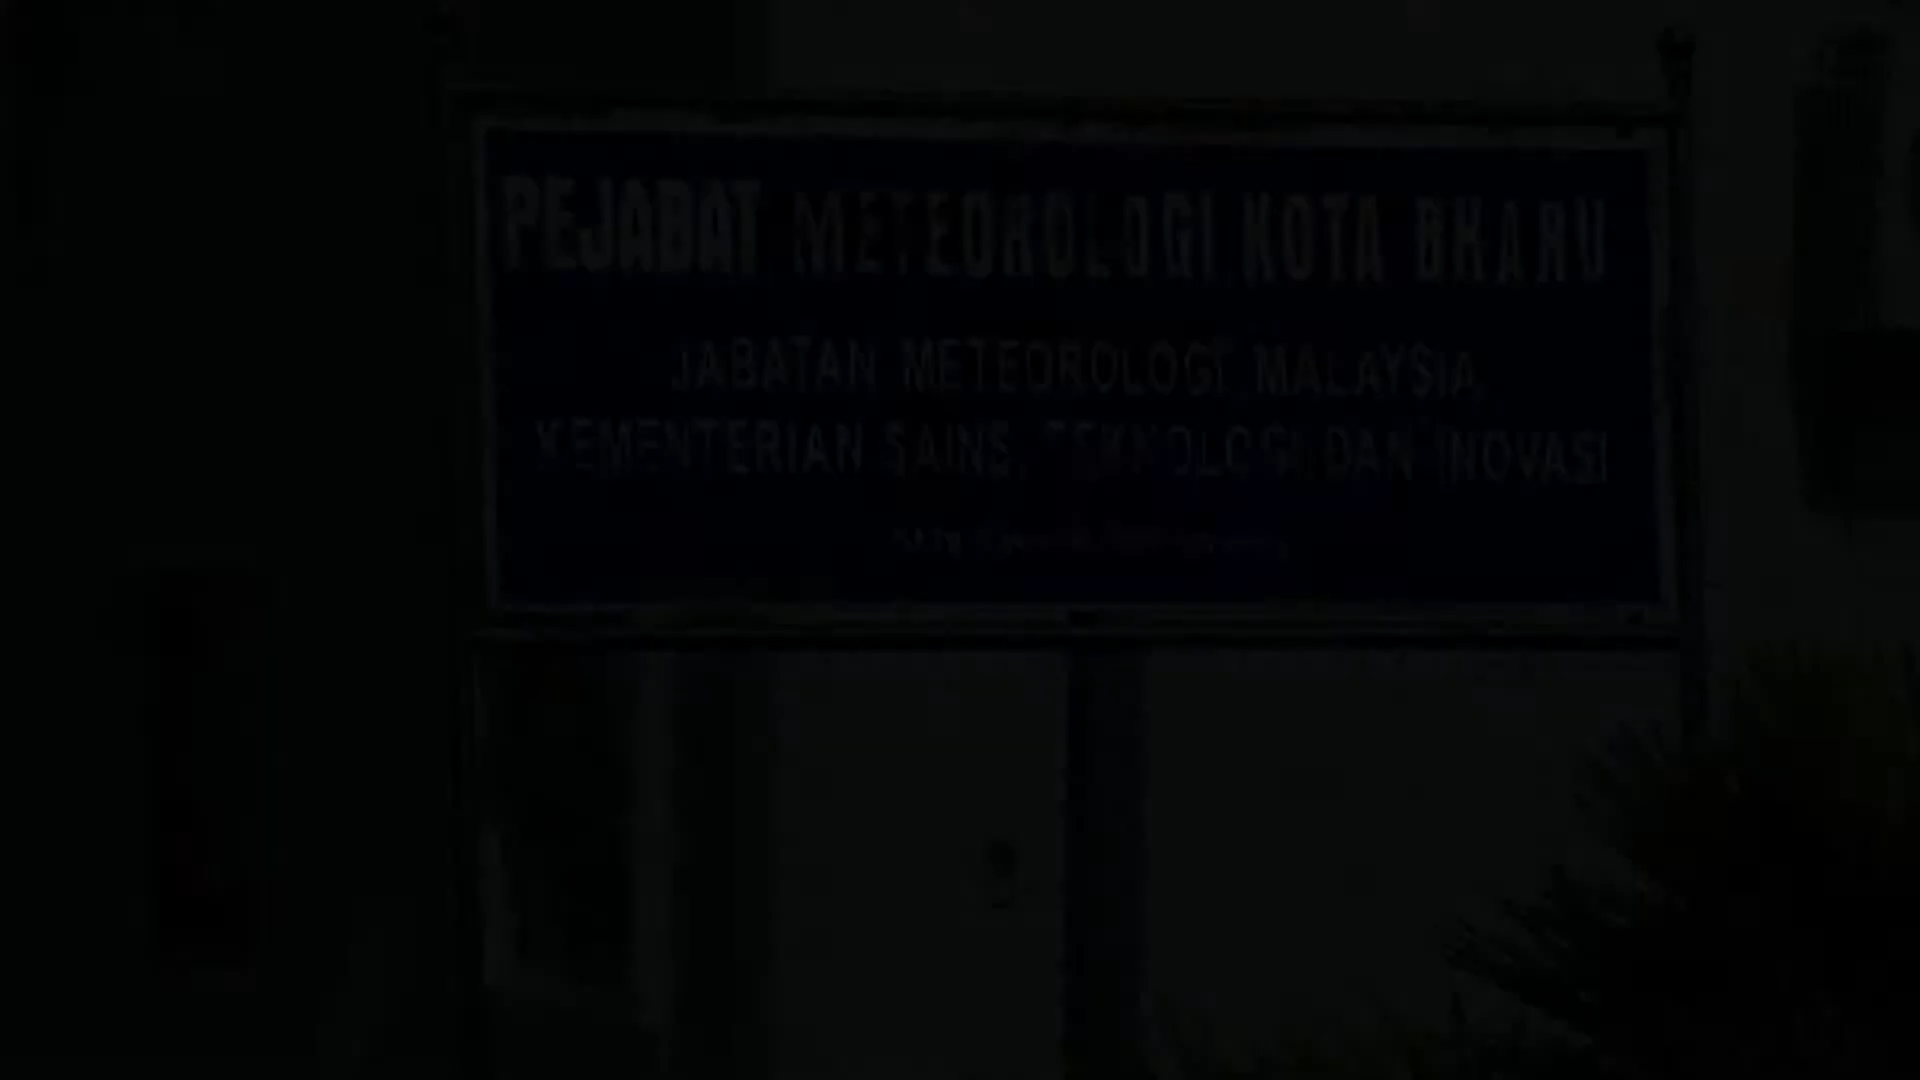 PEJABAT METEOROLOGI KOTA BHARU
JABATAN METEOROLOGI MALAYSIA
KEMENTERIAN SAINS, TEKNOLOGI DAN INOVASI